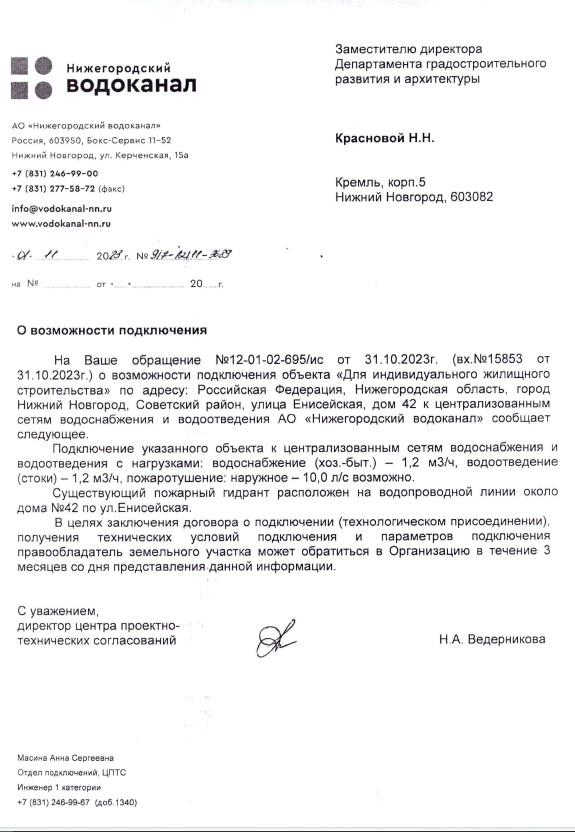 Нижегородский
водоканал
АО «Нижегородский водоканал»
Россия, 603950, Бокс-Сервис 11-52
Нижний Новгород, ул. Керченская, 15а
+7 (831) 246-99-00
+7 (831) 277-58-72 (факс)
info@vodokanal-nn.ru
www.vodokanal-nn.ru
01. 11 2023 г. №
на № от «    » 20   г.
Заместителю директора
Департамента градостроительного
развития и архитектуры
Красновой Н.Н.
Кремль, корп.5
Нижний Новгород, 603082
О возможности подключения
На Ваше обращение №12-01-02-695/ис от 31.10.2023г. (вх.№15853 от
31.10.2023г.) о возможности подключения объекта «Для индивидуального жилищного
строительства» по адресу: Российская Федерация, Нижегородская область, город
Нижний Новгород, Советский район, улица Енисейская, дом 42 к централизованным
сетям водоснабжения и водоотведения АО «Нижегородский водоканал» сообщает
следующее.
Подключение указанного объекта к централизованным сетям водоснабжения и
водоотведения с нагрузками: водоснабжение (хоз.-быт.) – 1,2 м3/ч, водоотведение
(стоки) – 1,2 м3/ч, пожаротушение: наружное – 10,0 л/с возможно.
Существующий пожарный гидрант расположен на водопроводной линии около
дома №42 по ул.Енисейская.
В целях заключения договора о подключении (технологическом присоединении),
получения технических условий подключения и параметров подключения
правообладатель земельного участка может обратиться в Организацию в течение 3
месяцев со дня представления данной информации.
С уважением,
директор центра проектно-
технических согласований
Н.А. Ведерникова
Масина Анна Сергеевна
Отдел подключений, ЦПТС
Инженер 1 категории
+7 (831) 246-99-67 (доб.1340)